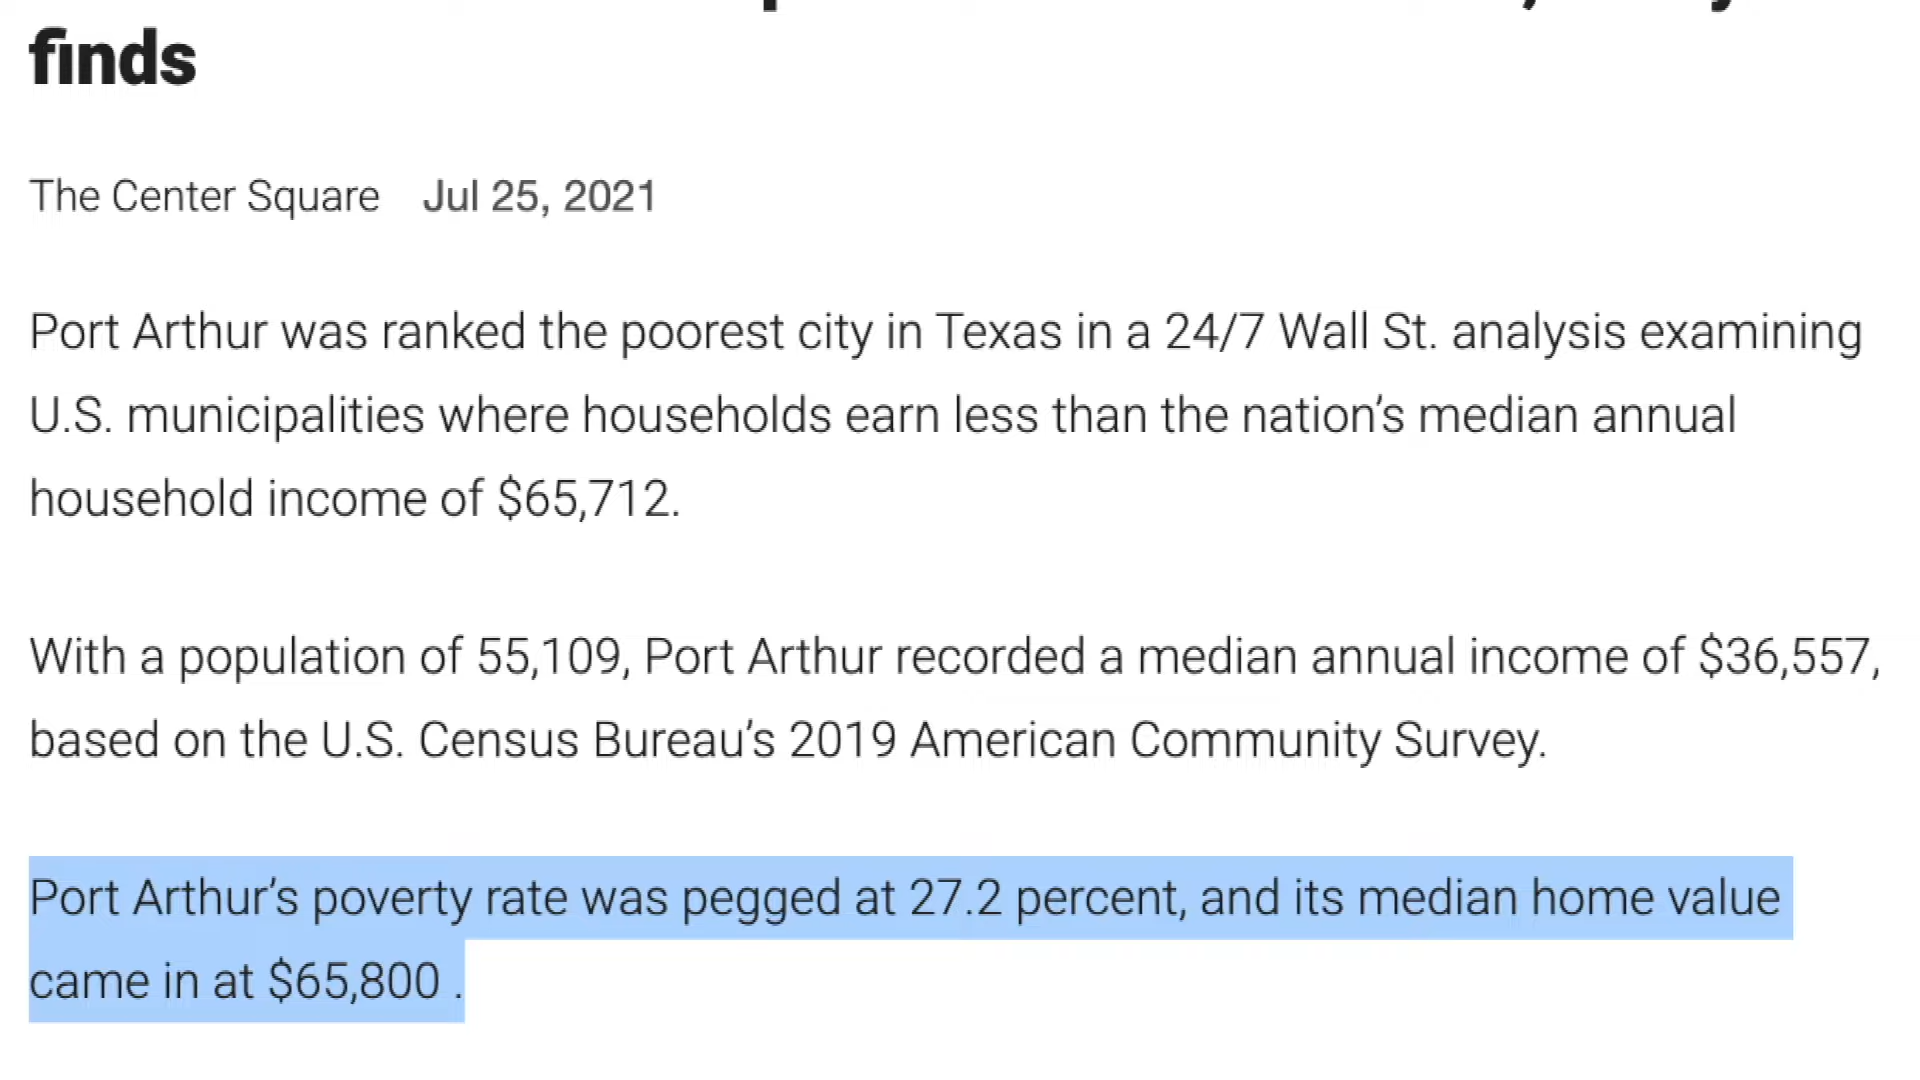 finds
The Center Square Jul 25, 2021
Port Arthur was ranked the poorest city in Texas in a 24/7 Wall St. analysis examining
U.S. municipalities where households earn less than the nation’s median annual
household income of $65,712.
With a population of 55,109, Port Arthur recorded a median annual income of $36,557,
based on the U.S. Census Bureau’s 2019 American Community Survey.
Port Arthur’s poverty rate was pegged at 27.2 percent, and its median home value
came in at $65,800 .